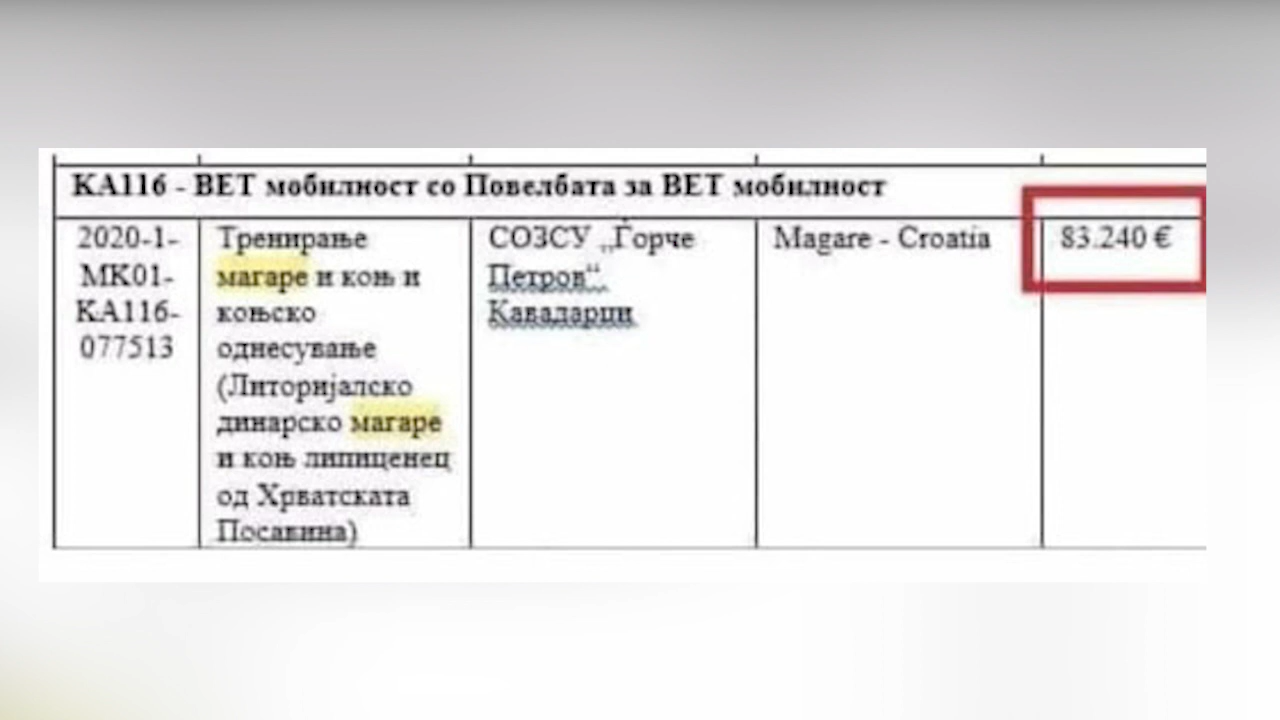 КА116 - ВЕТ мобилност со Повелбата за ВЕТ мобилност
2020-1-
MK01-
KA116-
077513
Тренирање
магаре и коњ и
коњско
однесување
(Литоријалско
динарско магаре
и коњ липиценец
од Хрватската
Посавина)
СОЗСУ „Ѓорче
Петров“
Кавадарци
Magare - Croatia
83.240 €